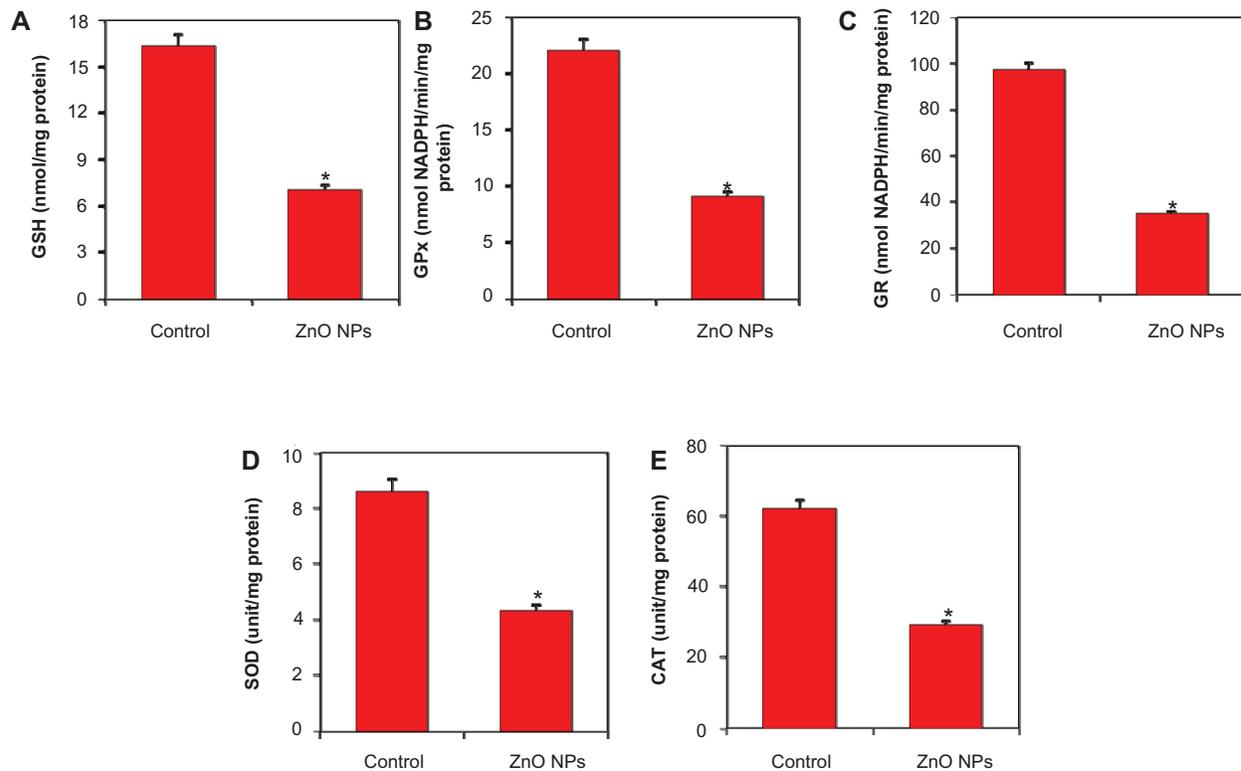 A
GSH (nmol/mg protein)
18
15
12
9
6
3
0
*
Control
ZnO NPs
B
GPx (nmol NADPH/min/mg
protein)
25
20
15
10
5
0
*
Control
ZnO NPs
C
GR (nmol NADPH/min/mg protein)
120
100
80
60
40
20
0
*
Control
ZnO NPs
D
SOD (unit/mg protein)
10
8
6
4
2
0
*
Control
ZnO NPs
E
CAT (unit/mg protein)
80
60
40
20
0
*
Control
ZnO NPs